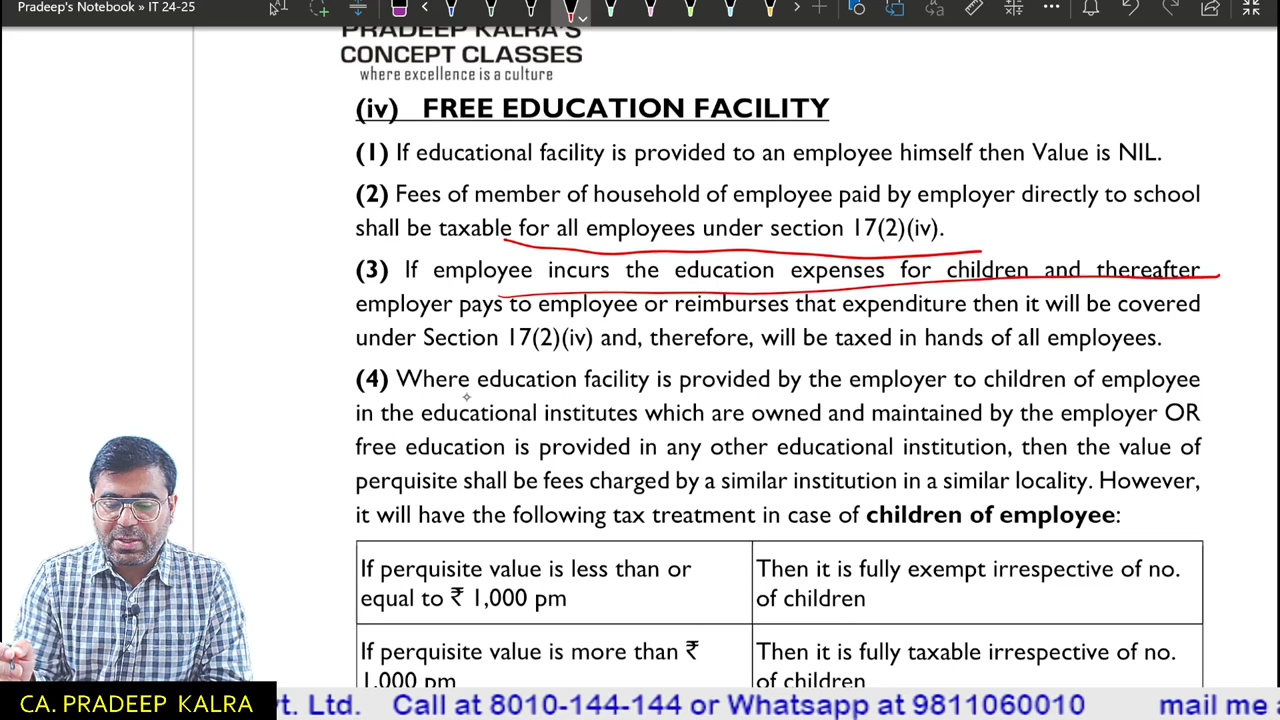 Pradeep's Notebook » IT 24-25
PRADEEP KALRA'S
CONCEPT CLASSES
where excellence is a culture
(iv) FREE EDUCATION FACILITY
(1) If educational facility is provided to an employee himself then Value is NIL.
(2) Fees of member of household of employee paid by employer directly to school
shall be taxable for all employees under section 17(2)(iv).
(3) If employee incurs the education expenses for children and thereafter
employer pays to employee or reimburses that expenditure then it will be covered
under Section 17(2)(iv) and, therefore, will be taxed in hands of all employees.
(4) Where education facility is provided by the employer to children of employee
in the educational institutes which are owned and maintained by the employer OR
free education is provided in any other educational institution, then the value of
perquisite shall be fees charged by a similar institution in a similar locality. However,
it will have the following tax treatment in case of children of employee:
If perquisite value is less than or
equal to ₹ 1,000 pm
Then it is fully exempt irrespective of no.
of children
If perquisite value is more than ₹
1,000 pm
Then it is fully taxable irrespective of no.
of children
CA. PRADEEP KALRA
vt. Ltd. Call at 8010-144-144 or Whatsapp at 9811060010 mail me a